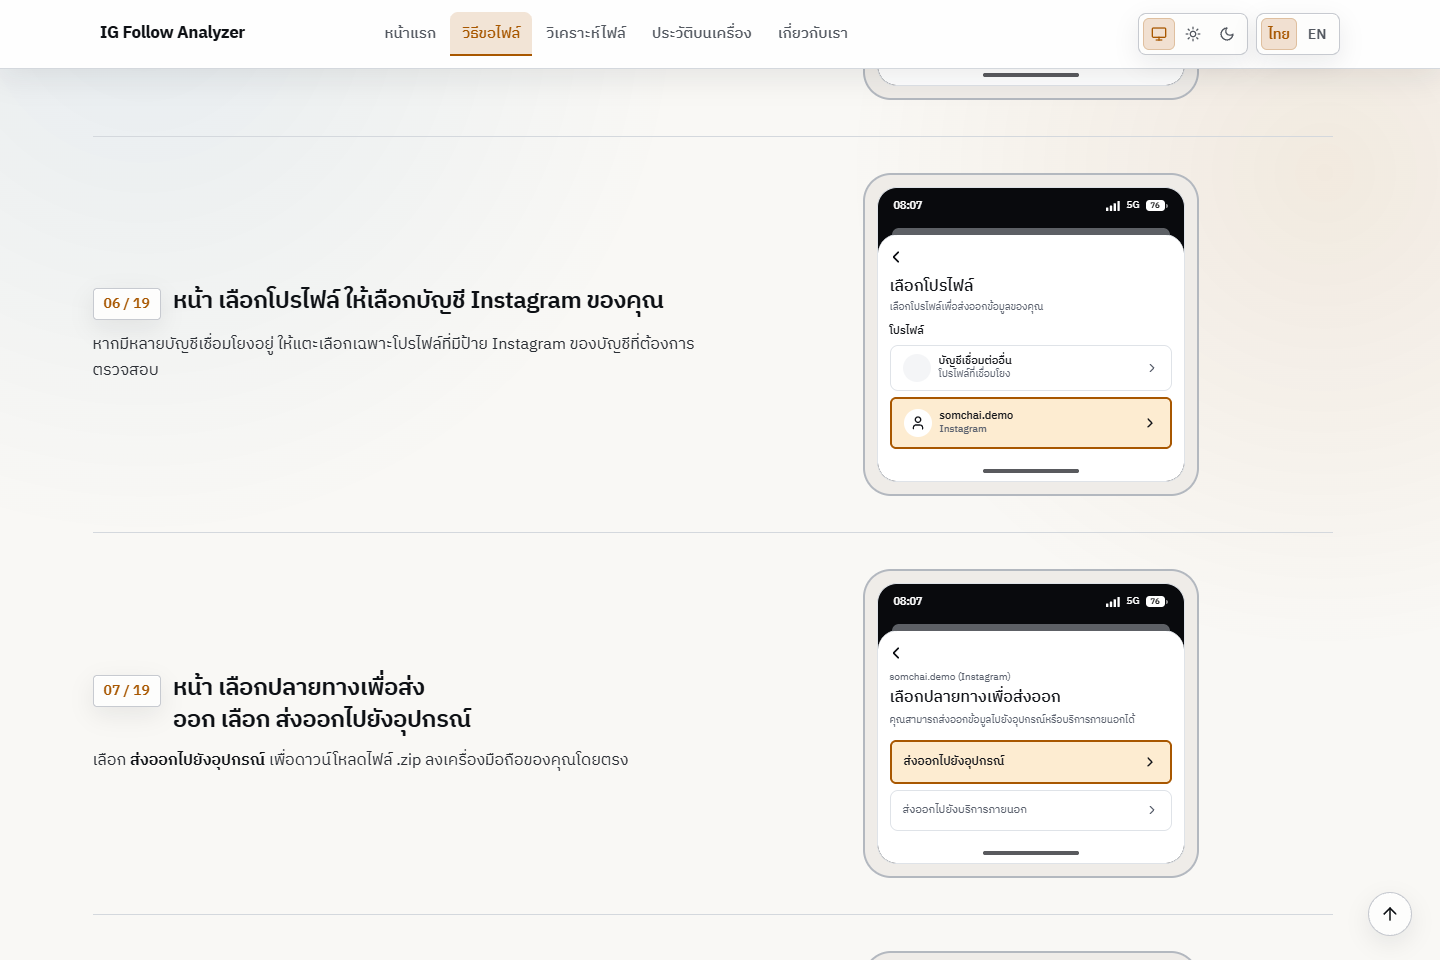 IG Follow Analyzer
หน้าแรก
วิธีขอไฟล์
วิเคราะห์ไฟล์
ประวัติบนเครื่อง
เกี่ยวกับเรา
ไทย
EN
06 / 19
หน้า เลือกโปรไฟล์ ให้เลือกบัญชี Instagram ของคุณ
หากมีหลายบัญชีเชื่อมโยงอยู่ ให้แตะเลือกเฉพาะโปรไฟล์ที่มีป้าย Instagram ของบัญชีที่ต้องการ
ตรวจสอบ
08:07
5G
76
เลือกโปรไฟล์
เลือกโปรไฟล์เพื่อส่งออกข้อมูลของคุณ
โปรไฟล์
บัญชีเชื่อมต่ออื่น
โปรไฟล์ที่เชื่อมโยง
somchai.demo
Instagram
07 / 19
หน้า เลือกปลายทางเพื่อส่ง
ออก เลือก ส่งออกไปยังอุปกรณ์
เลือก ส่งออกไปยังอุปกรณ์ เพื่อดาวน์โหลดไฟล์ .zip ลงเครื่องมือถือของคุณโดยตรง
08:07
5G
76
somchai.demo (Instagram)
เลือกปลายทางเพื่อส่งออก
คุณสามารถส่งออกข้อมูลไปยังอุปกรณ์หรือบริการภายนอกได้
ส่งออกไปยังอุปกรณ์
ส่งออกไปยังบริการภายนอก